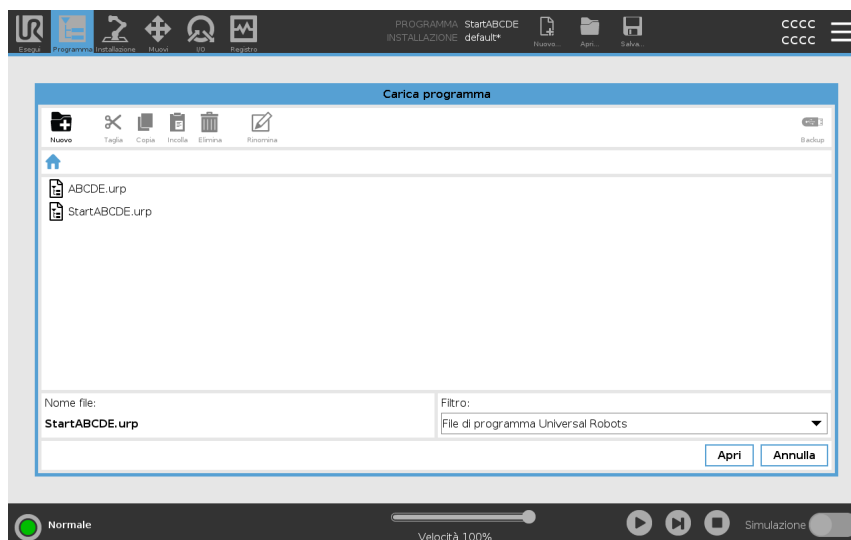 UR
PROGRAMMA StartABCDE
INSTALLAZIONE default*
CCCC
CCCC
Esegui Programma Installazione Muovi I/O Registro
Nuovo... Apri... Salva...
Carica programma
Nuovo Taglia Copia Incolla Elimina Rinomina Backup
ABCDE.urp
StartABCDE.urp
Nome file: Filtro:
StartABCDE.urp File di programma Universal Robots
Apri Annulla
Normale
Velocità 100%
Simulazione